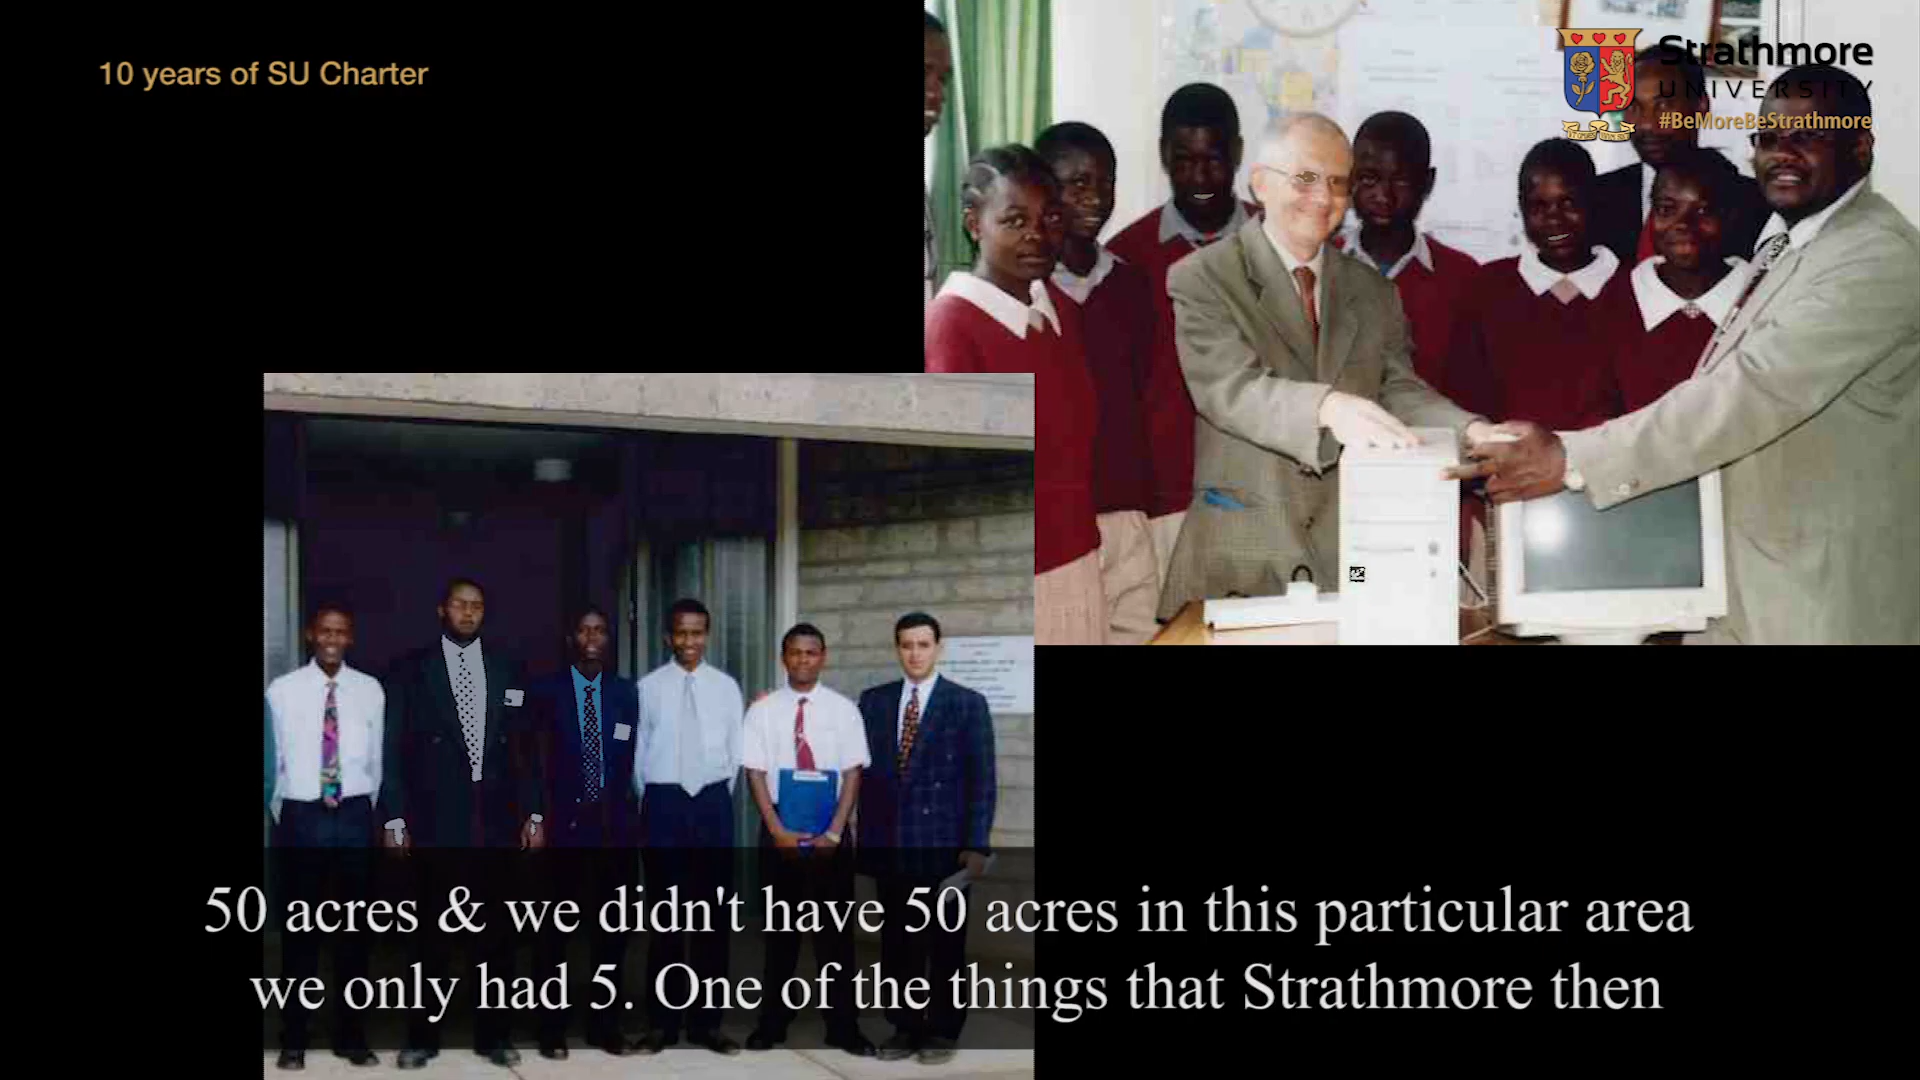 10 years of SU Charter
Strathmore
UNIVERSITY
#BeMoreBeStrathmore
50 acres & we didn't have 50 acres in this particular area
we only had 5. One of the things that Strathmore then